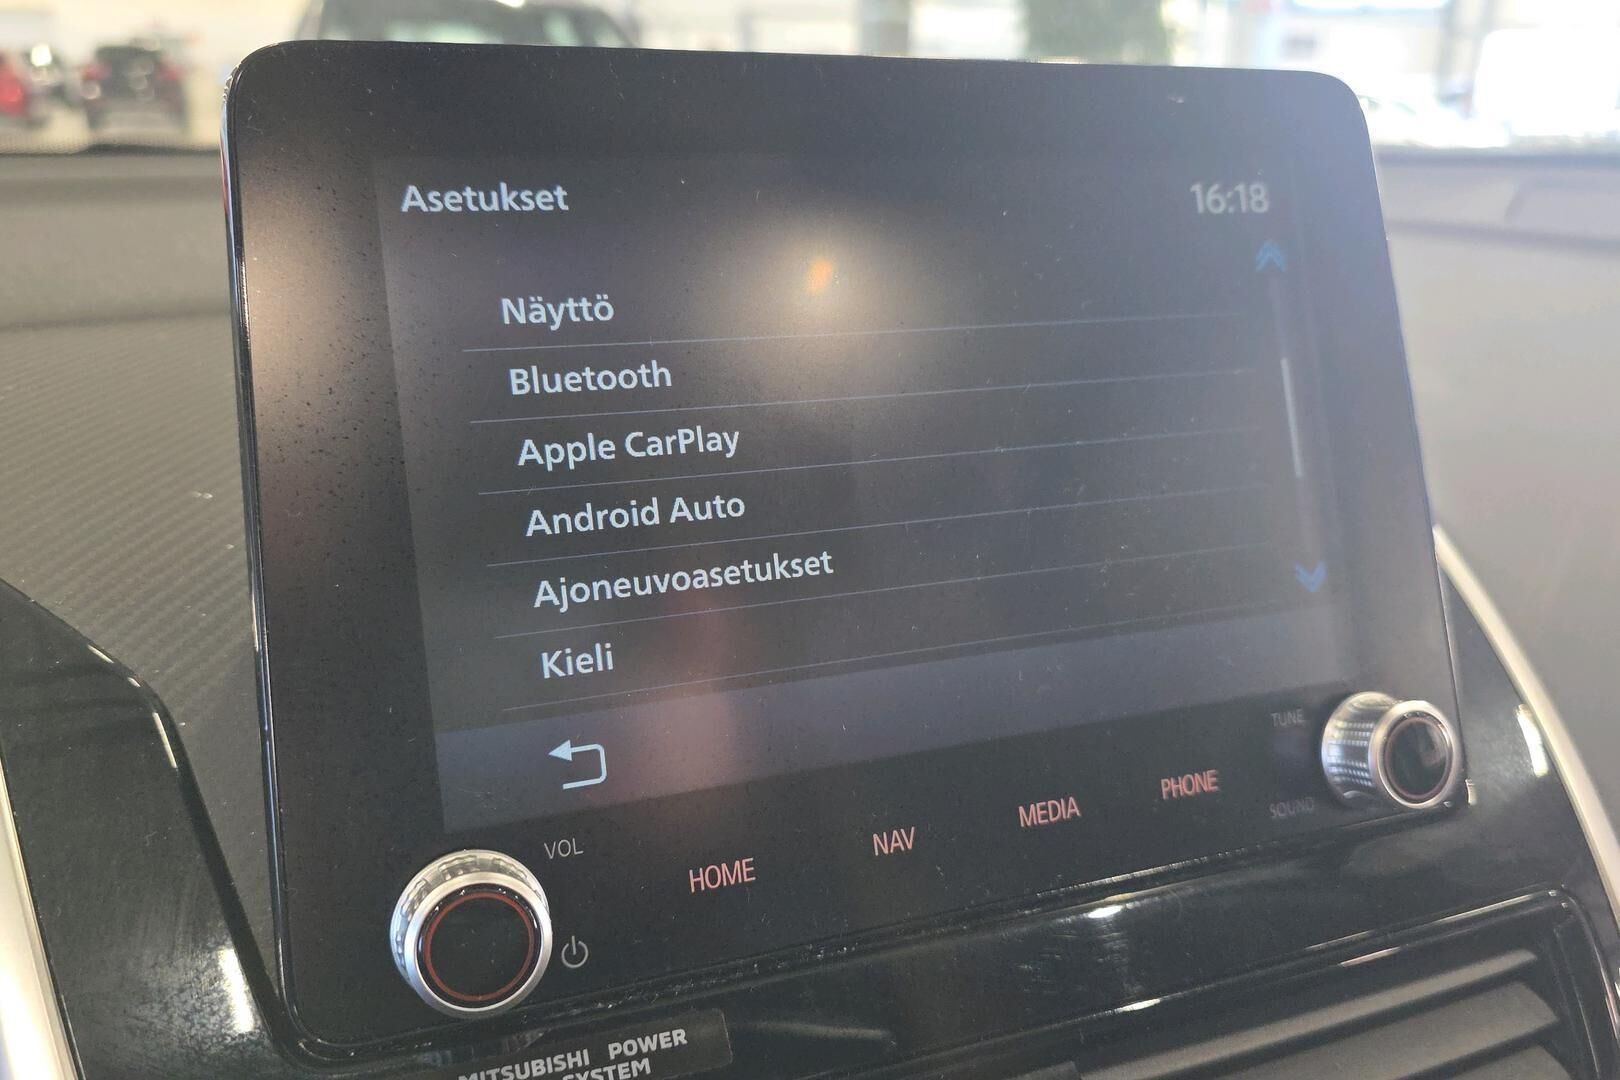 Asetukset
16:18
Näyttö
Bluetooth
Apple CarPlay
Android Auto
Ajoneuvoasetukset
Kieli
TUNE
SOUND
VOL
HOME
NAV
MEDIA
PHONE
MITSUBISHI POWER
SYSTEM